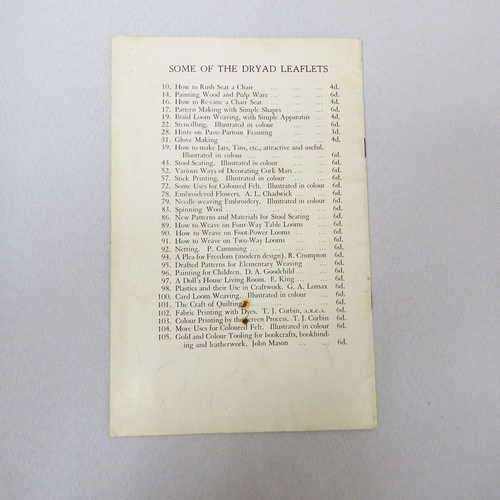 SOME OF THE DRYAD LEAFLETS
10. How to Rush Seat a Chair ... ... ... 4d.
14. Painting Wood and Pulp Ware ... ... 6d.
16. How to Re-cane a Chair Seat ... ... 4d.
17. Pattern Making with Simple Shapes ... 6d.
19. Braid Loom Weaving, with Simple Apparatus ... 4d.
22. Stencilling. Illustrated in colour ... ... 6d.
28. Hints on Passe-Partout Framing ... ... 3d.
31. Glove Making ... ... ... ... 4d.
39. How to make Jars, Tins, etc., attractive and useful.
Illustrated in colour ... ... ... 6d.
43. Stool Seating. Illustrated in colour ... ... 6d.
52. Various Ways of Decorating Cork Mats ... ... 6d.
57. Stick Printing. Illustrated in colour ... ... 6d.
72. Some Uses for Coloured Felt. Illustrated in colour 6d.
78. Embroidered Flowers. A. L. Chadwick ... 6d.
79. Needle-weaving Embroidery. Illustrated in colour 6d.
83. Spinning Wool ... ... ... ... 6d.
86. New Patterns and Materials for Stool Seating ... 6d.
89. How to Weave on Four-Way Table Looms ... 6d.
90. How to Weave on Foot-Power Looms ... 6d.
91. How to Weave on Two-Way Looms ... ... 6d.
92. Netting. P. Cumming ... ... ... 6d.
94. A Plea for Freedom (modern design). R. Crompton 6d.
95. Drafted Patterns for Elementary Weaving ... 6d.
96. Painting for Children. D. A. Goodchild ... 6d.
97. A Doll's House Living Room. E. King ... ... 6d.
98. Plastics and their Use in Craftwork. G. A. Lomax 6d.
100. Card Loom Weaving. Illustrated in colour ... 6d.
101. The Craft of Quilting ... ... ... 6d.
102. Fabric Printing with Dyes. T. J. Corbin, A.R.C.A. 6d.
103. Colour Printing by the Screen Process. T. J. Corbin 6d.
104. More Uses for Coloured Felt. Illustrated in colour 6d.
105. Gold and Colour Tooling for bookcrafts, bookbind-
ing and leatherwork. John Mason ... ... 6d.